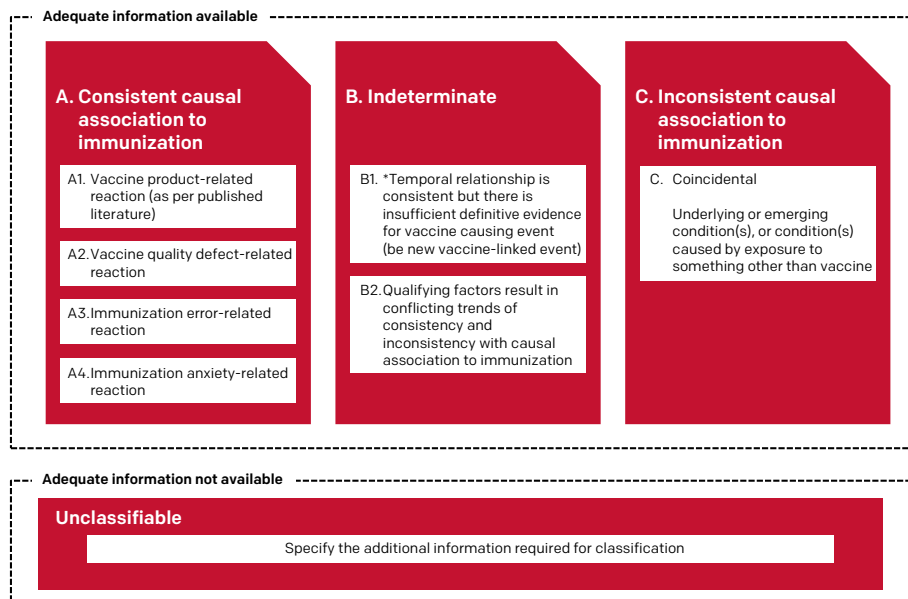 Adequate information available
A. Consistent causal
association to
immunization
A1. Vaccine product-related
reaction (as per published
literature)
A2.Vaccine quality defect-related
reaction
A3.Immunization error-related
reaction
A4.Immunization anxiety-related
reaction
B. Indeterminate
B1. *Temporal relationship is
consistent but there is
insufficient definitive evidence
for vaccine causing event
(be new vaccine-linked event)
B2.Qualifying factors result in
conflicting trends of
consistency and
inconsistency with causal
association to immunization
C. Inconsistent causal
association to
immunization
C. Coincidental
Underlying or emerging
condition(s), or condition(s)
caused by exposure to
something other than vaccine
Adequate information not available
Unclassifiable
Specify the additional information required for classification